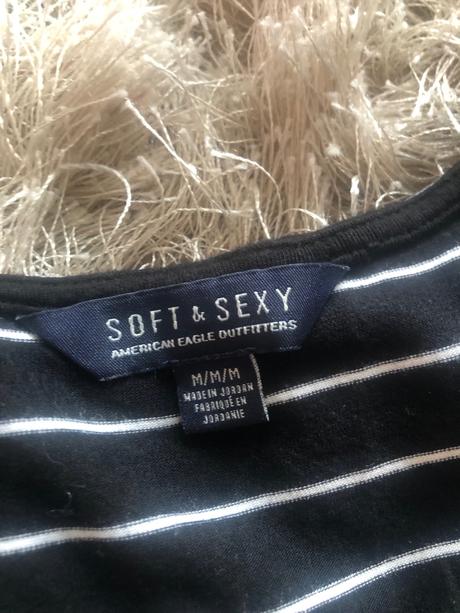 SOFT & SEXY
AMERICAN EAGLE OUTFITTERS
M/M/M
MADE IN JORDAN
FABRIQUÉ EN
JORDANIE